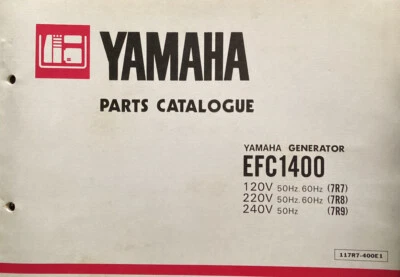 YAMAHA
PARTS CATALOGUE
YAMAHA GENERATOR
EFC1400
120V 50Hz. 60Hz (7R7)
220V 50Hz. 60Hz (7R8)
240V 50Hz (7R9)
117R7-400E1